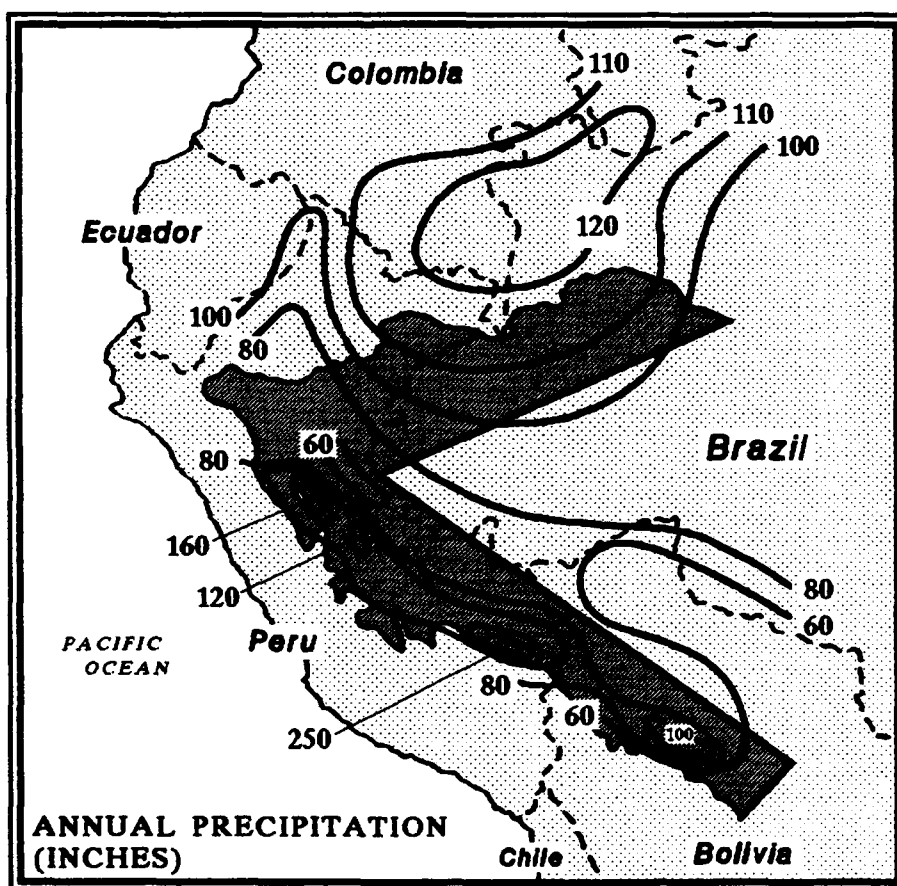 Colombia
110
110
100
120
Ecuador
100
80
60
Brazil
80
160
120
80
60
PACIFIC
OCEAN
Peru
80
60
250
100
ANNUAL PRECIPITATION
(INCHES)
Chile
Bolivia